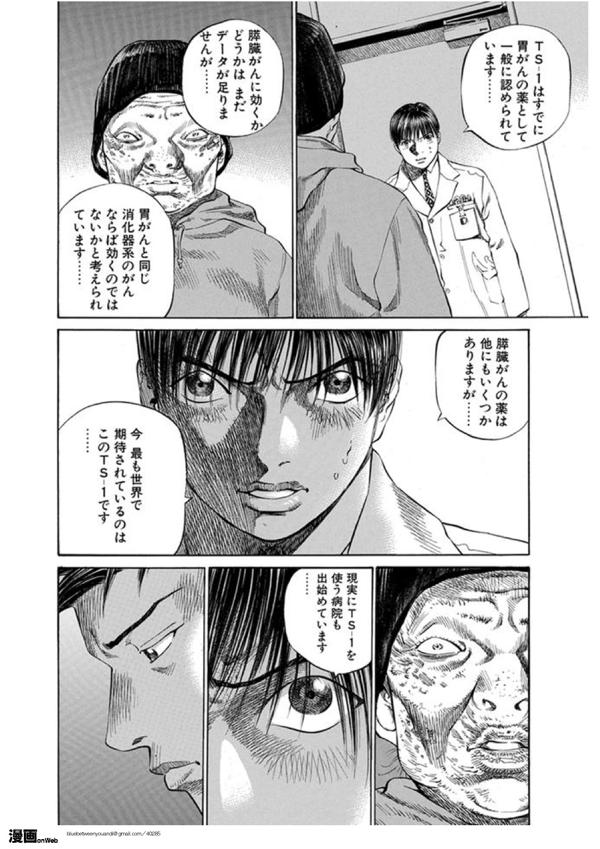 TS-1はすでに
胃がんの薬として
一般に認められて
います……
膵臓がんに効くか
どうかは まだ
データが足りま
せんが……
胃がんと同じ
消化器系のがん
ならば効くのでは
ないかと考えられ
ています……
膵臓がんの薬は
他にもいくつか
ありますが……
今 最も世界で
期待されているのは
このTS-1です
……
現実にTS-1を
使う病院も
出始めています
……
漫画 on Web
bluebetweenyouandi@gmail.com/40285